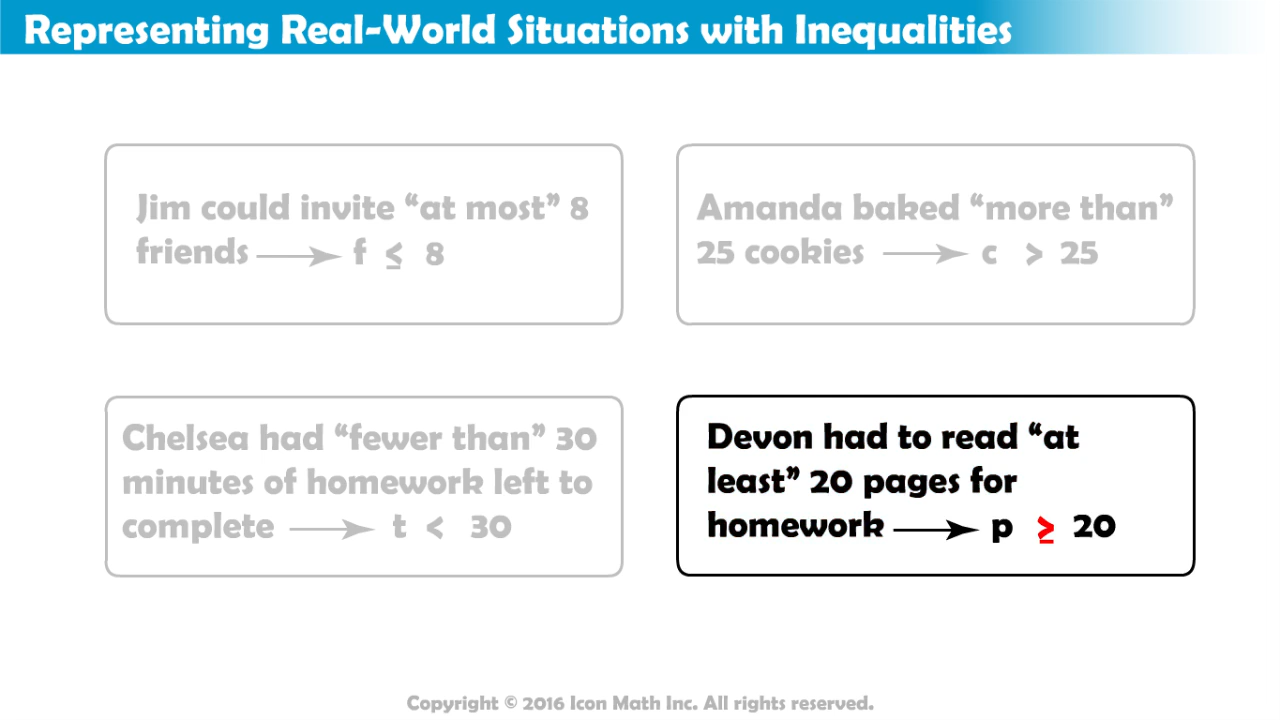 Representing Real-World Situations with Inequalities
Jim could invite “at most” 8
friends ⟶ f ≤ 8
Amanda baked “more than”
25 cookies ⟶ c > 25
Chelsea had “fewer than” 30
minutes of homework left to
complete ⟶ t < 30
Devon had to read “at
least” 20 pages for
homework ⟶ p ≥ 20
Copyright © 2016 Icon Math Inc. All rights reserved.